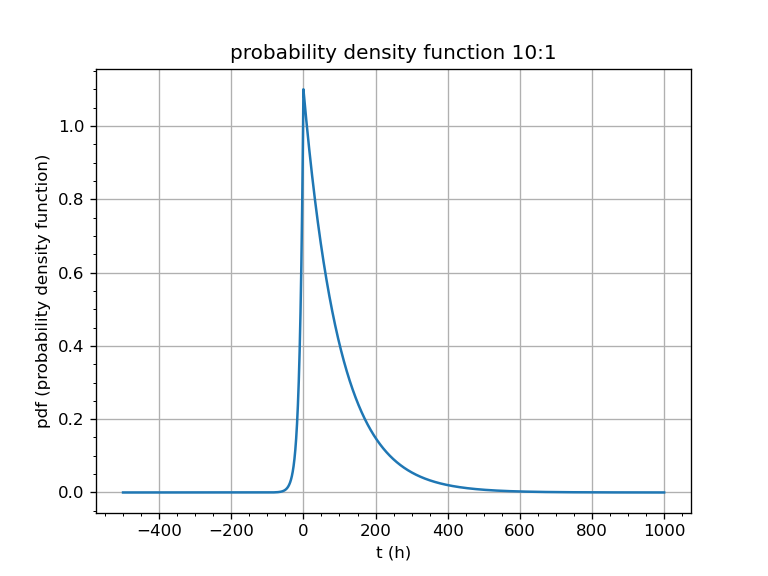 probability density function 10:1
pdf (probability density function)
1.0
0.8
0.6
0.4
0.2
0.0
−400 −200 0 200 400 600 800 1000
t (h)